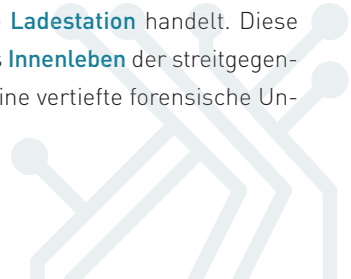 Ladestation handelt. Diese
Innenleben der streitgegen-
ine vertiefte forensische Un-